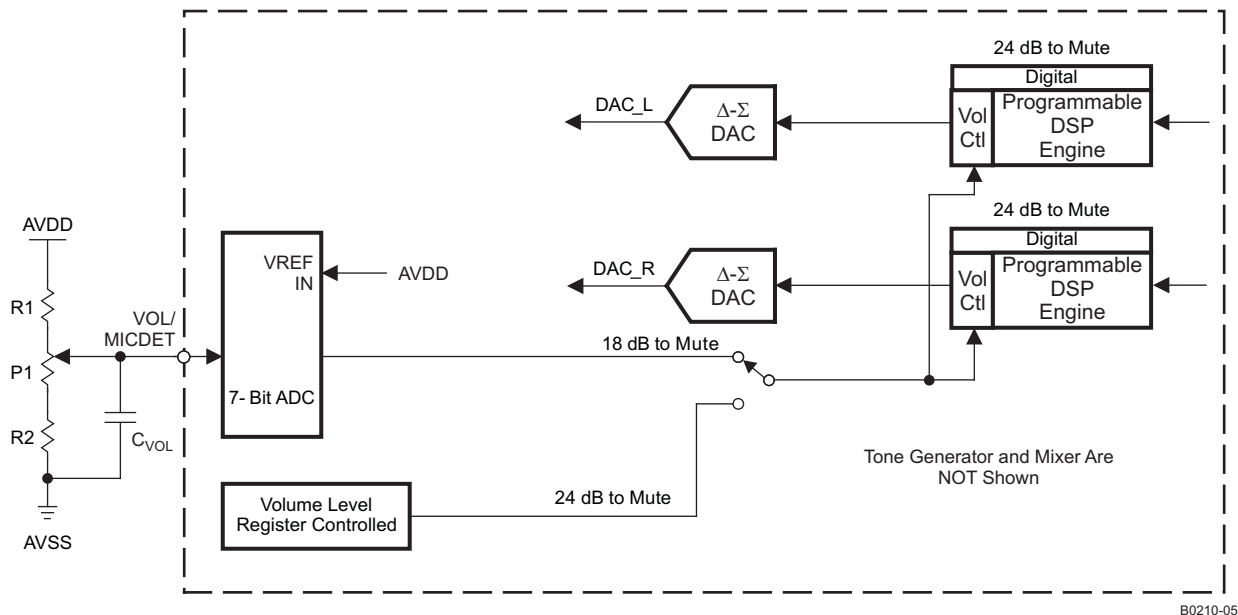 24 dB to Mute
Digital
Vol
Ctl
Programmable
DSP
Engine
DAC_L
Δ-Σ
DAC
24 dB to Mute
Digital
Vol
Ctl
Programmable
DSP
Engine
DAC_R
Δ-Σ
DAC
AVDD
R1
P1
R2
AVSS
CVOL
VOL/
MICDET
VREF
IN
AVDD
7- Bit ADC
18 dB to Mute
Volume Level
Register Controlled
24 dB to Mute
Tone Generator and Mixer Are
NOT Shown
B0210-05